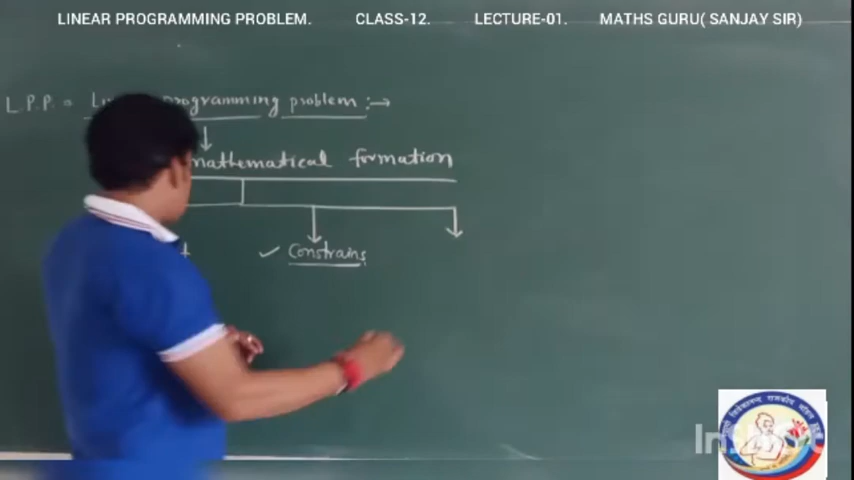 LINEAR PROGRAMMING PROBLEM. CLASS-12. LECTURE-01. MATHS GURU( SANJAY SIR)
L.P.P. = programming problem :→
mathematical formation
✓ Constrains